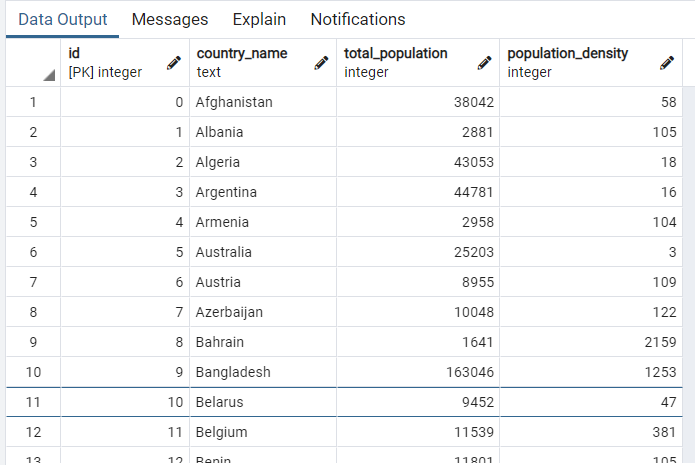 Data Output Messages Explain Notifications
id country_name total_population population_density
[PK] integer text integer integer
1 0 Afghanistan 38042 58
2 1 Albania 2881 105
3 2 Algeria 43053 18
4 3 Argentina 44781 16
5 4 Armenia 2958 104
6 5 Australia 25203 3
7 6 Austria 8955 109
8 7 Azerbaijan 10048 122
9 8 Bahrain 1641 2159
10 9 Bangladesh 163046 1253
11 10 Belarus 9452 47
12 11 Belgium 11539 381
13 12 Benin 11801 105